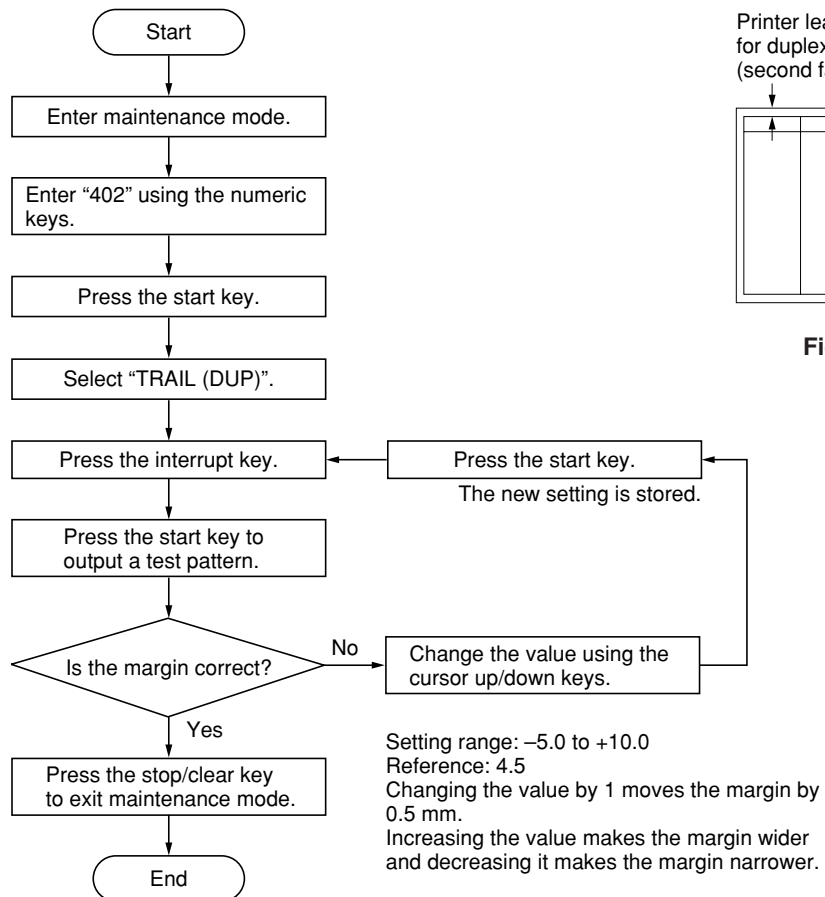 Start
Enter maintenance mode.
Enter “402” using the numeric
keys.
Press the start key.
Select “TRAIL (DUP)”.
Press the interrupt key.
Press the start key.
The new setting is stored.
Press the start key to
output a test pattern.
Is the margin correct?
No
Change the value using the
cursor up/down keys.
Yes
Press the stop/clear key
to exit maintenance mode.
End
Setting range: –5.0 to +10.0
Reference: 4.5
Changing the value by 1 moves the margin by
0.5 mm.
Increasing the value makes the margin wider
and decreasing it makes the margin narrower.
Printer
for
(second